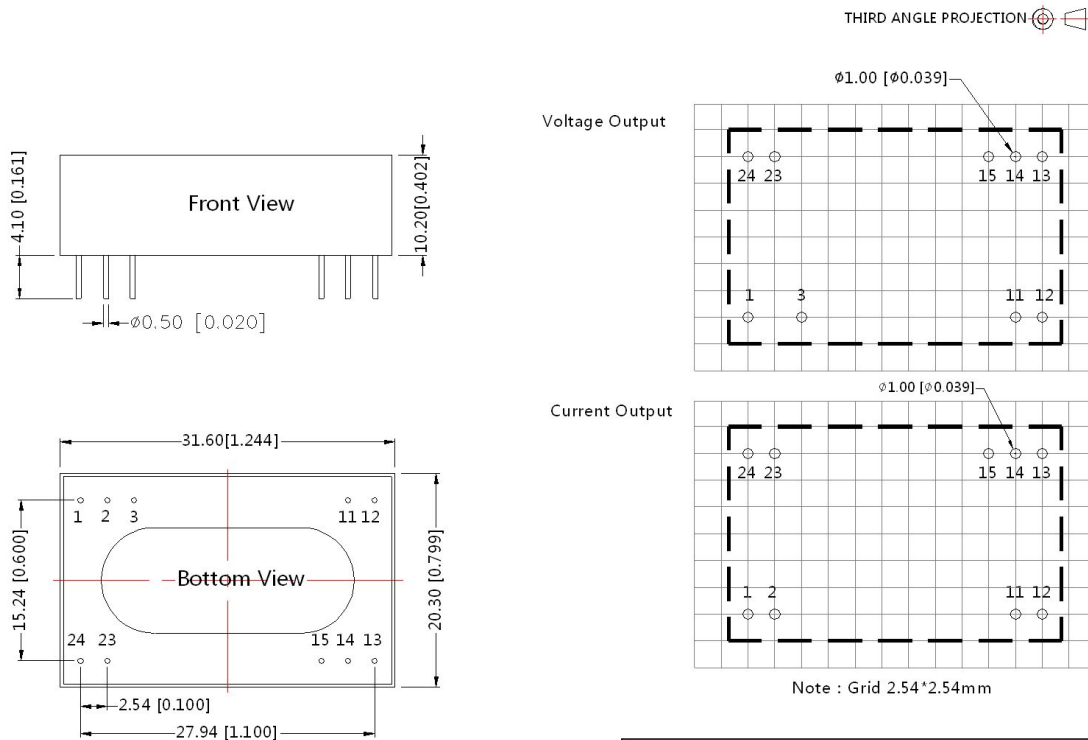 THIRD ANGLE PROJECTION
Front View
4.10 [0.161]
10.20[0.402]
ø0.50 [0.020]
31.60[1.244]
1 2 3 11 12
15.24 [0.600]
Bottom View
20.30 [0.799]
24 23 15 14 13
2.54 [0.100]
27.94 [1.100]
Voltage Output
ø1.00 [ø0.039]
24 23 15 14 13
1 3 11 12
Current Output
ø1.00 [ø0.039]
24 23 15 14 13
1 2 11 12
Note : Grid 2.54*2.54mm